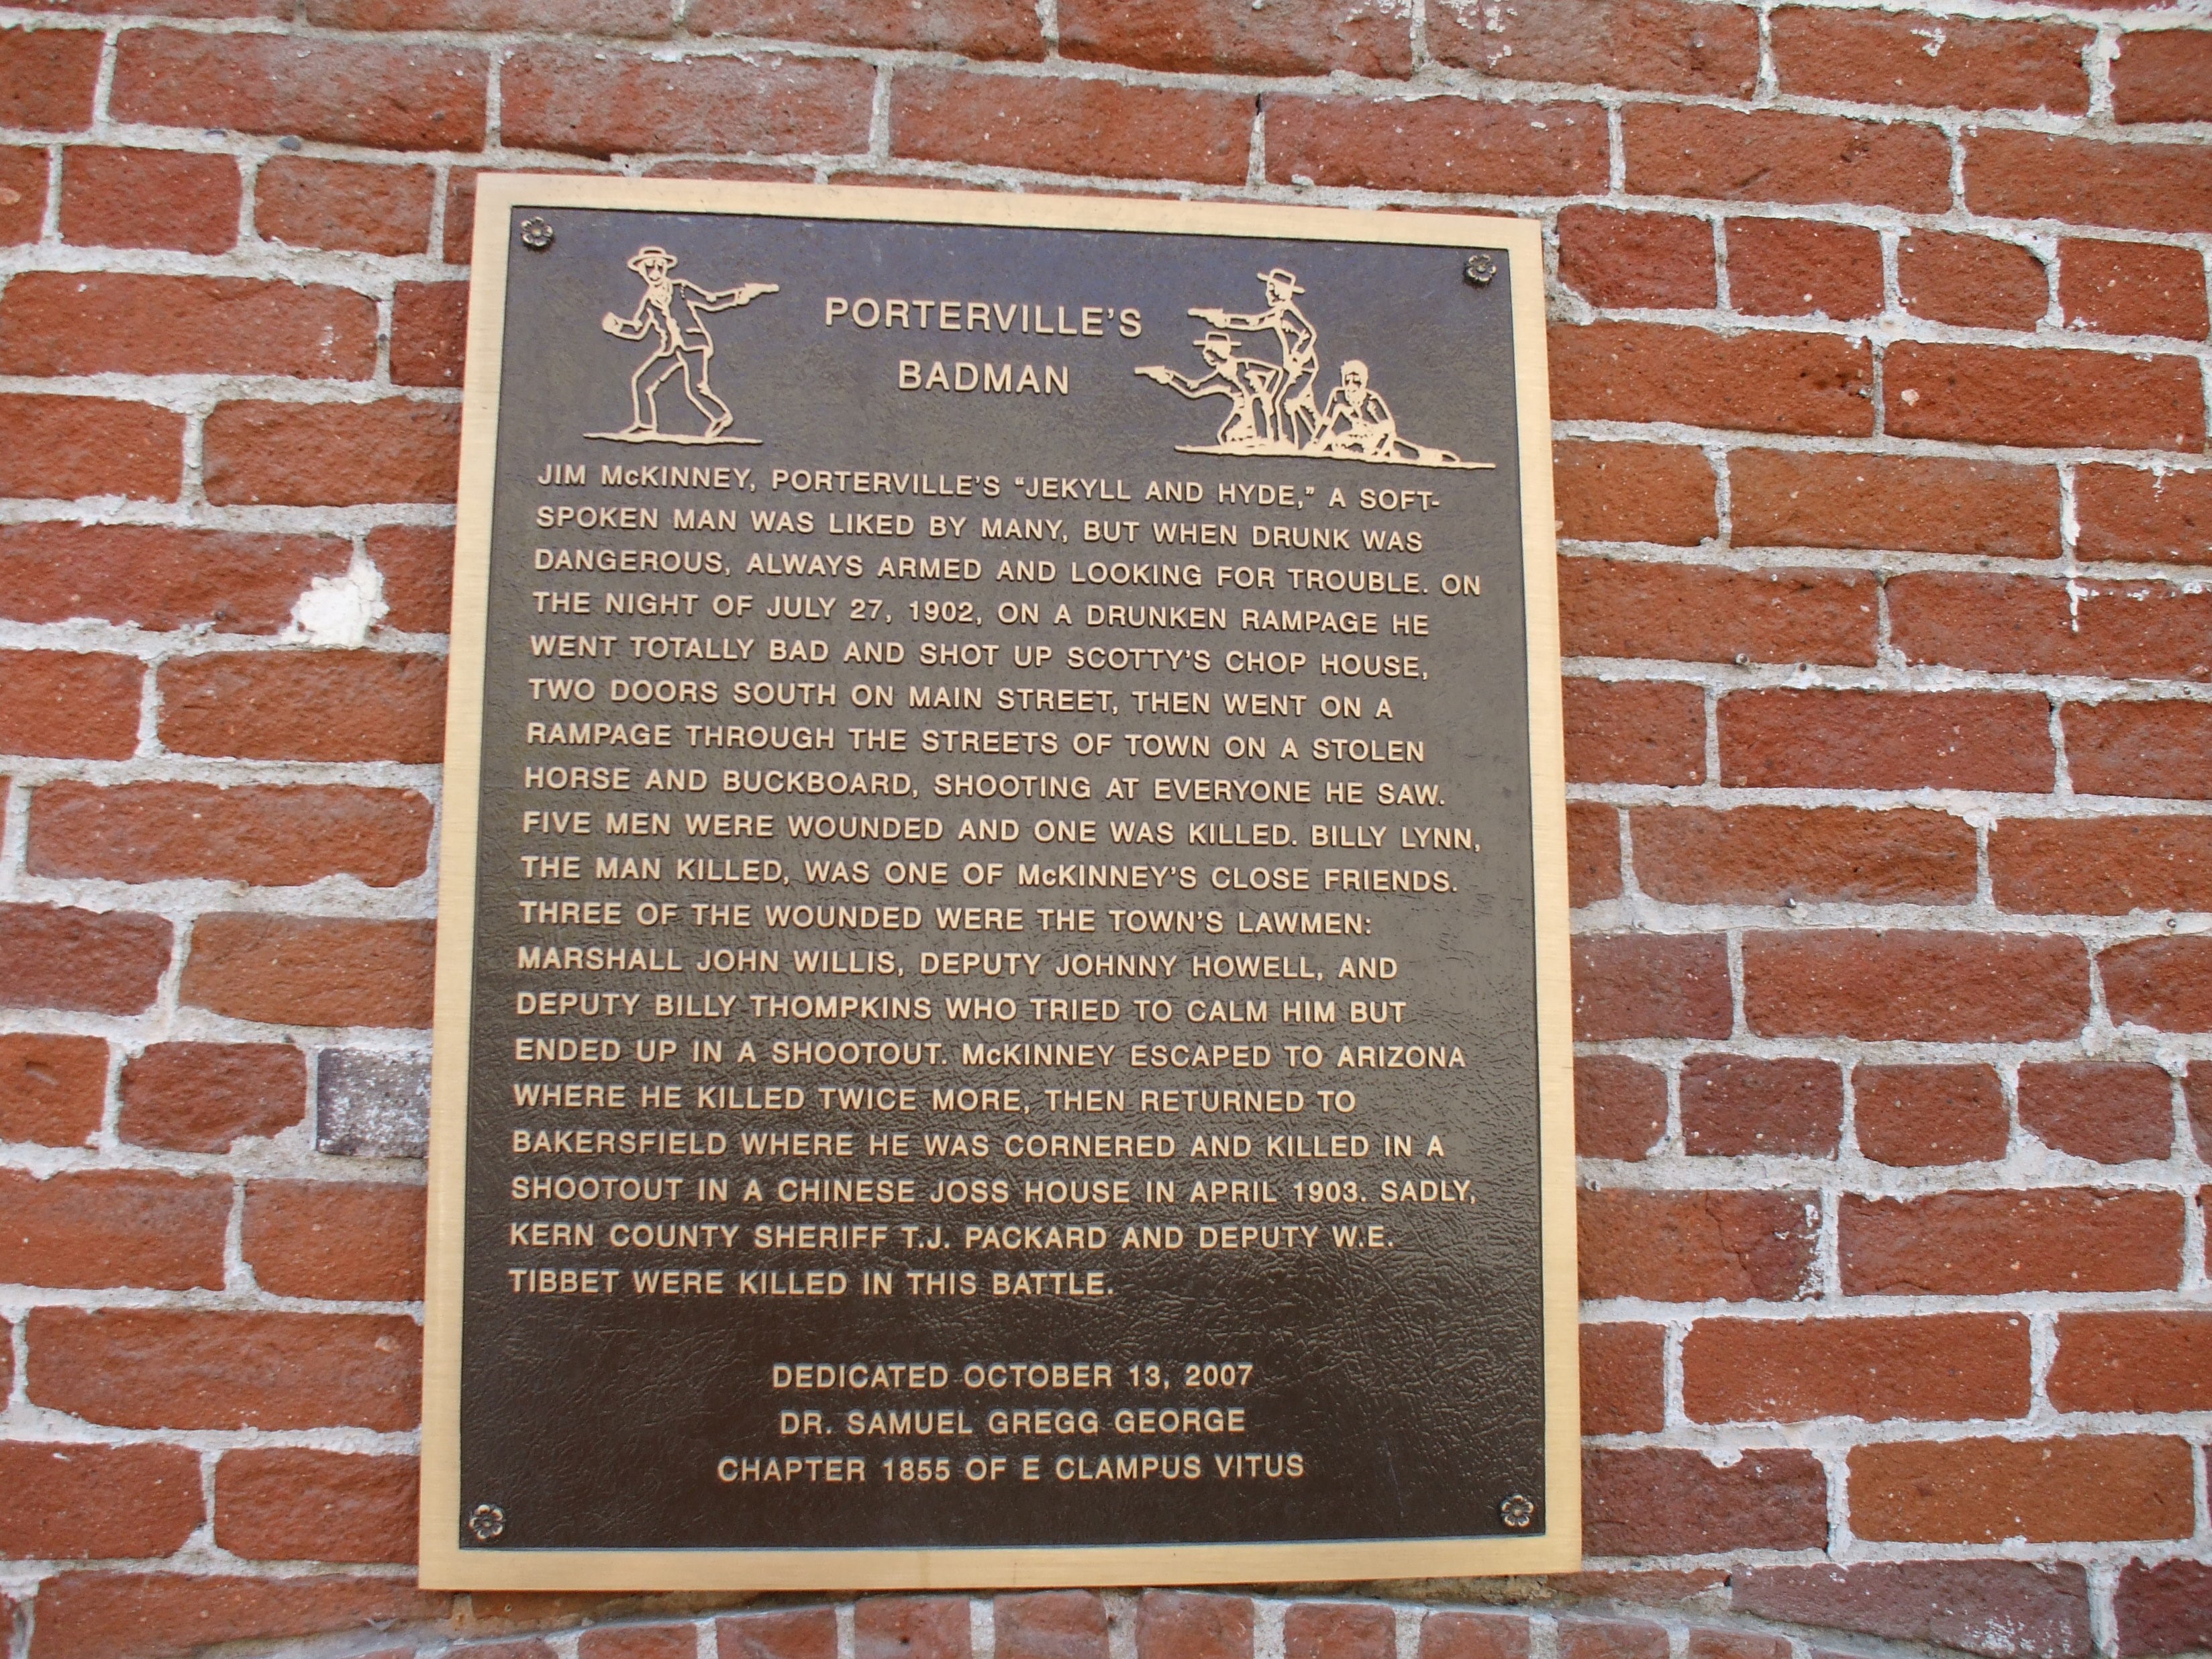 PORTERVILLE'S
BADMAN
JIM McKINNEY, PORTERVILLE'S "JEKYLL AND HYDE," A SOFT-
SPOKEN MAN WAS LIKED BY MANY, BUT WHEN DRUNK WAS
DANGEROUS, ALWAYS ARMED AND LOOKING FOR TROUBLE. ON
THE NIGHT OF JULY 27, 1902, ON A DRUNKEN RAMPAGE HE
WENT TOTALLY BAD AND SHOT UP SCOTTY'S CHOP HOUSE,
TWO DOORS SOUTH ON MAIN STREET, THEN WENT ON A
RAMPAGE THROUGH THE STREETS OF TOWN ON A STOLEN
HORSE AND BUCKBOARD, SHOOTING AT EVERYONE HE SAW.
FIVE MEN WERE WOUNDED AND ONE WAS KILLED. BILLY LYNN,
THE MAN KILLED, WAS ONE OF McKINNEY'S CLOSE FRIENDS.
THREE OF THE WOUNDED WERE THE TOWN'S LAWMEN:
MARSHALL JOHN WILLIS, DEPUTY JOHNNY HOWELL, AND
DEPUTY BILLY THOMPKINS WHO TRIED TO CALM HIM BUT
ENDED UP IN A SHOOTOUT. McKINNEY ESCAPED TO ARIZONA
WHERE HE KILLED TWICE MORE, THEN RETURNED TO
BAKERSFIELD WHERE HE WAS CORNERED AND KILLED IN A
SHOOTOUT IN A CHINESE JOSS HOUSE IN APRIL 1903. SADLY,
KERN COUNTY SHERIFF T.J. PACKARD AND DEPUTY W.E.
TIBBET WERE KILLED IN THIS BATTLE.
DEDICATED OCTOBER 13, 2007
DR. SAMUEL GREGG GEORGE
CHAPTER 1855 OF E CLAMPUS VITUS